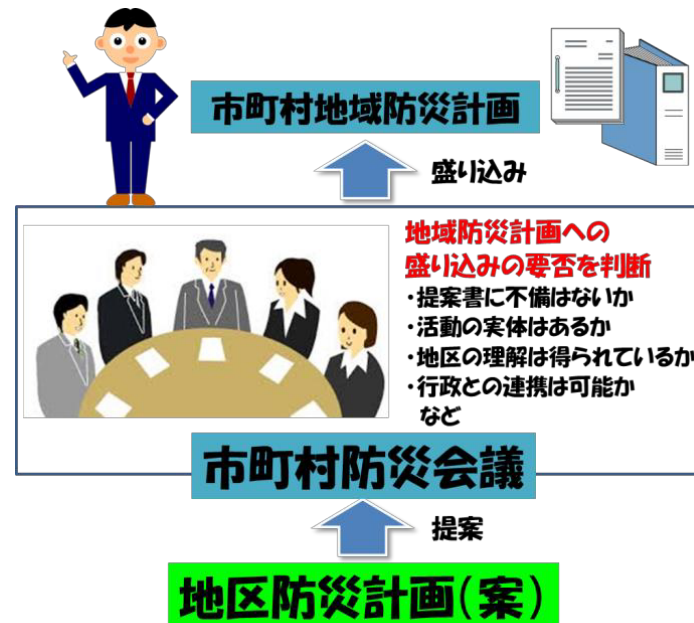 市町村地域防災計画
盛り込み
地域防災計画への
盛り込みの要否を判断
・提案書に不備はないか
・活動の実体はあるか
・地区の理解は得られているか
・行政との連携は可能か
など
市町村防災会議
提案
地区防災計画(案)